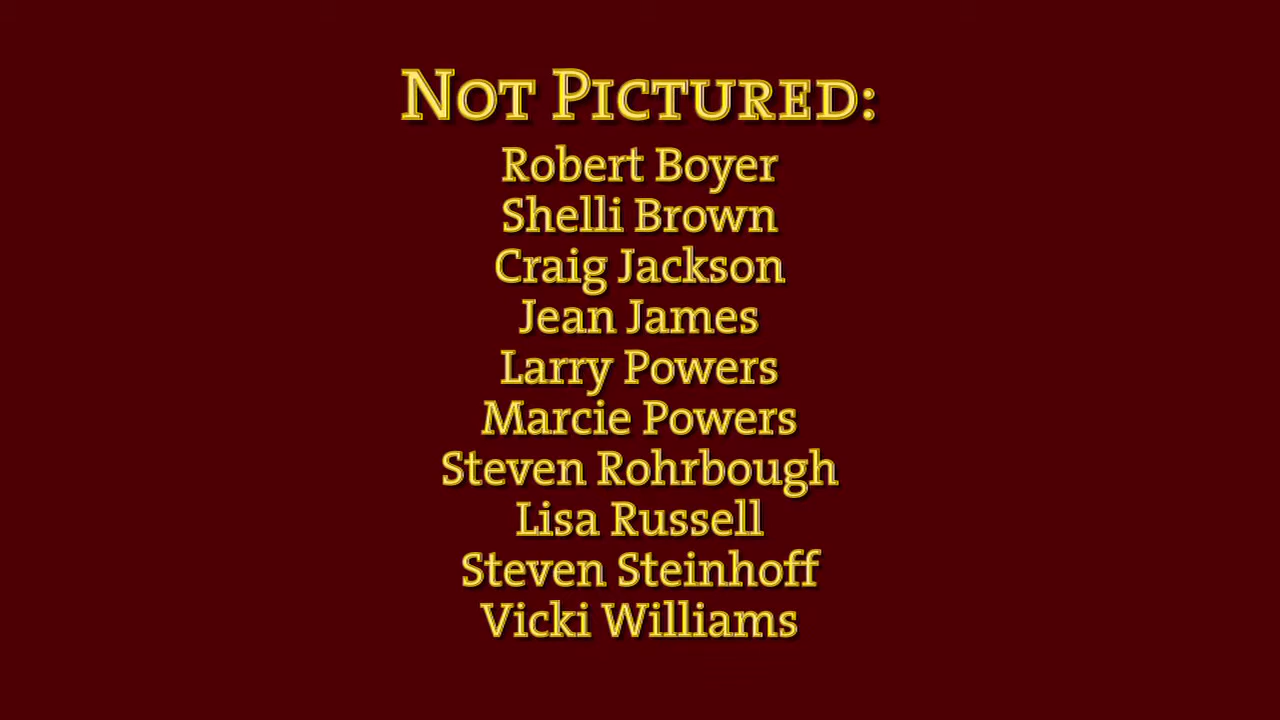 Not Pictured:
Robert Boyer
Shelli Brown
Craig Jackson
Jean James
Larry Powers
Marcie Powers
Steven Rohrbough
Lisa Russell
Steven Steinhoff
Vicki Williams